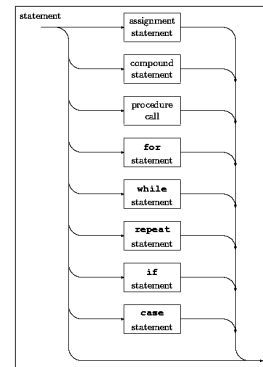 statement
assignment
statement
compound
statement
procedure
call
for
statement
while
statement
repeat
statement
if
statement
case
statement